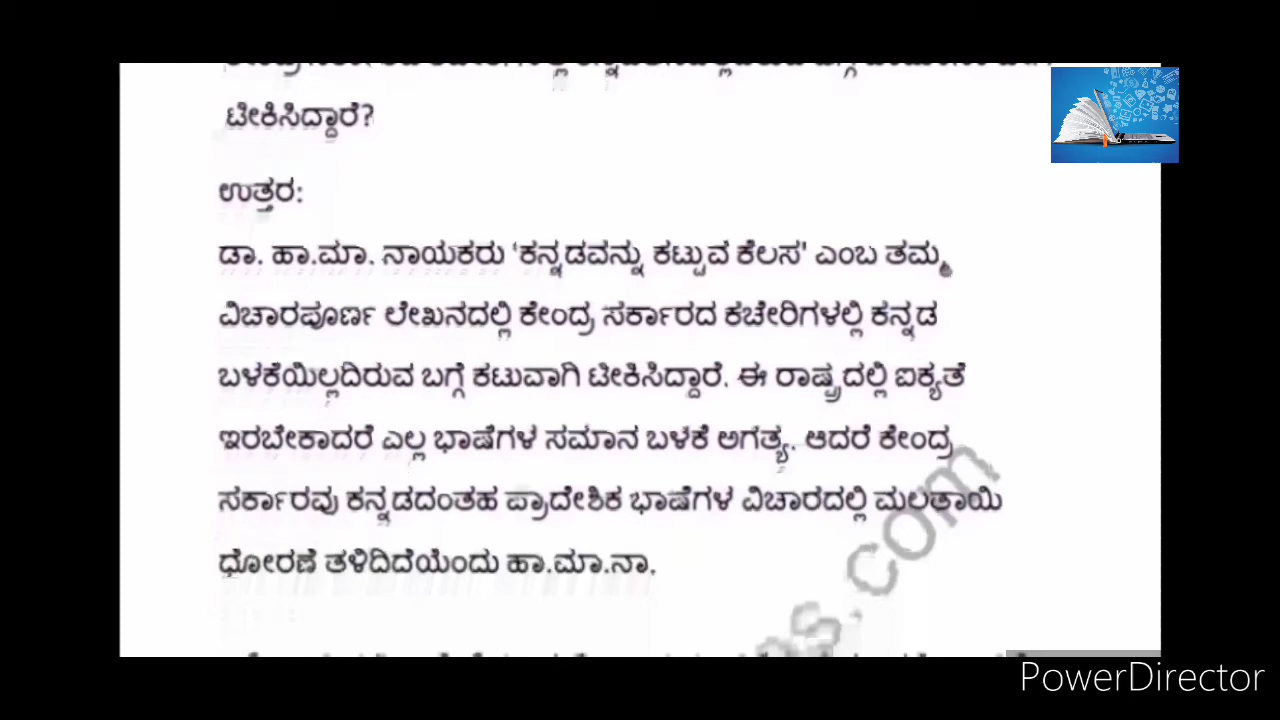 ಟೀಕಿಸಿದ್ದಾರೆ?
ಉತ್ತರ:
ಡಾ. ಹಾ.ಮಾ. ನಾಯಕರು 'ಕನ್ನಡವನ್ನು ಕಟ್ಟುವ ಕೆಲಸ' ಎಂಬ ತಮ್ಮ
ವಿಚಾರಪೂರ್ಣ ಲೇಖನದಲ್ಲಿ ಕೇಂದ್ರ ಸರ್ಕಾರದ ಕಚೇರಿಗಳಲ್ಲಿ ಕನ್ನಡ
ಬಳಕೆಯಿಲ್ಲದಿರುವ ಬಗ್ಗೆ ಕಟುವಾಗಿ ಟೀಕಿಸಿದ್ದಾರೆ. ಈ ರಾಷ್ಟ್ರದಲ್ಲಿ ಐಕ್ಯತೆ
ಇರಬೇಕಾದರೆ ಎಲ್ಲ ಭಾಷೆಗಳ ಸಮಾನ ಬಳಕೆ ಅಗತ್ಯ. ಆದರೆ ಕೇಂದ್ರ
ಸರ್ಕಾರವು ಕನ್ನಡದಂತಹ ಪ್ರಾದೇಶಿಕ ಭಾಷೆಗಳ ವಿಚಾರದಲ್ಲಿ ಮಲತಾಯಿ
ಧೋರಣೆ ತಳಿದಿದೆಯೆಂದು ಹಾ.ಮಾ.ನಾ.
s.com
PowerDirector